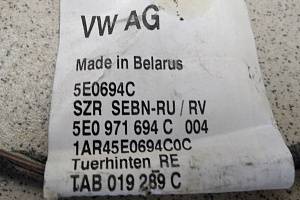 VW AG
Made in Belarus
5E0694C
SZR SEBN-RU / RV
5E0 971 694 C 004
1AR45E0694C0C
Tuerhinten RE
TAB 019 289 C